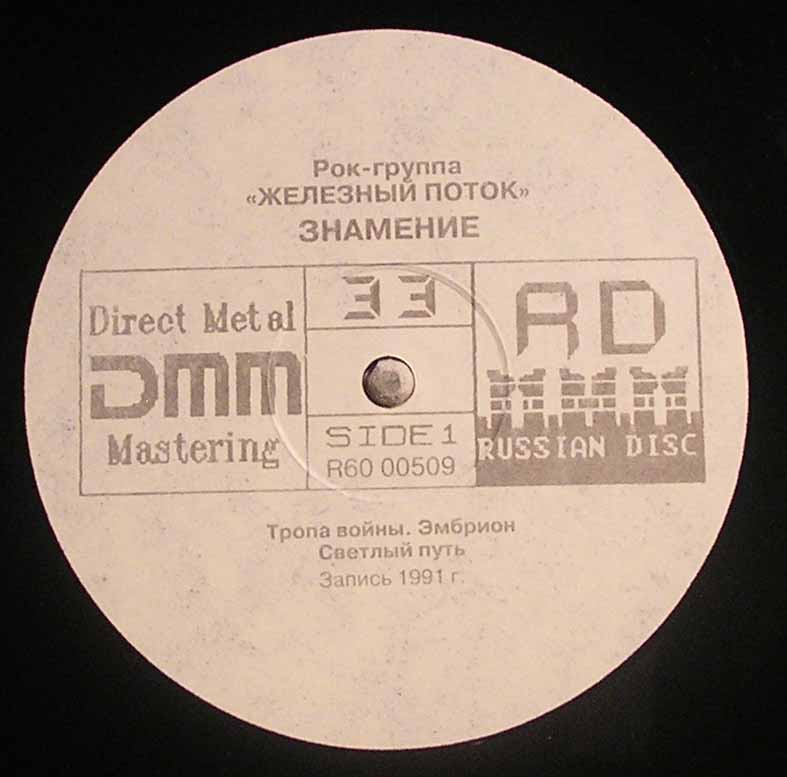 Рок-группа
«ЖЕЛЕЗНЫЙ ПОТОК»
ЗНАМЕНИЕ
Direct Metal
DMM
Mastering
33
SIDE 1
R60 00509
RD
RUSSIAN DISC
Тропа войны. Эмбрион
Светлый путь
Запись 1991 г.